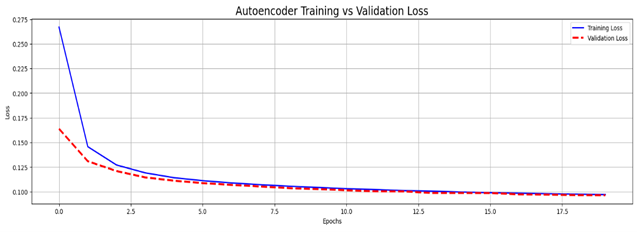 Autoencoder Training vs Validation Loss
Training Loss
Validation Loss
Loss
0.275
0.250
0.225
0.200
0.175
0.150
0.125
0.100
0.0 2.5 5.0 7.5 10.0 12.5 15.0 17.5
Epochs